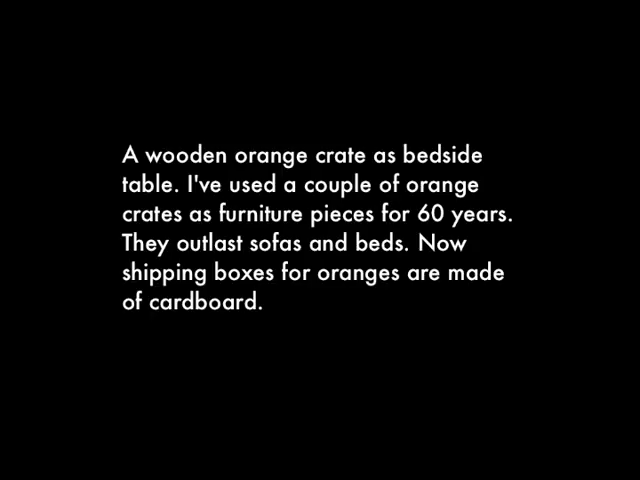 A wooden orange crate as bedside
table. I've used a couple of orange
crates as furniture pieces for 60 years.
They outlast sofas and beds. Now
shipping boxes for oranges are made
of cardboard.